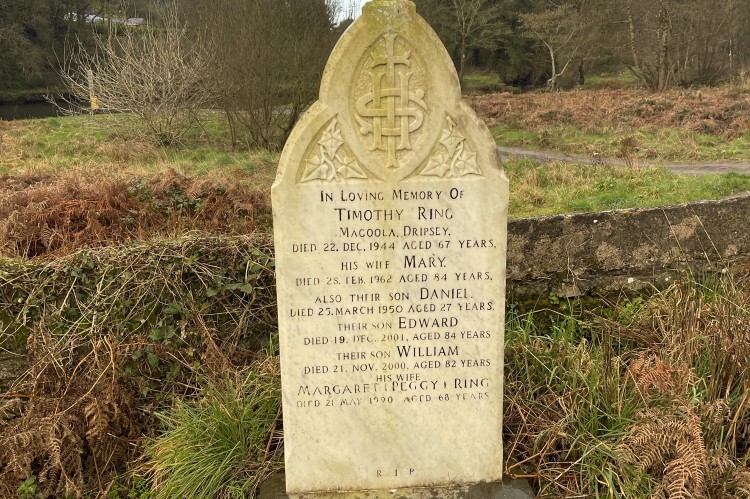 IHS
IN LOVING MEMORY OF
TIMOTHY RING
MAGOOLA, DRIPSEY,
DIED 22. DEC. 1944 AGED 67 YEARS,
HIS WIFE MARY.
DIED 25. FEB. 1962 AGED 84 YEARS,
ALSO THEIR SON DANIEL.
DIED 25. MARCH 1950 AGED 27 YEARS.
THEIR SON EDWARD
DIED 19. DEC. 2001. AGED 84 YEARS
THEIR SON WILLIAM
DIED 21. NOV. 2000. AGED 82 YEARS
HIS WIFE
MARGARET (PEGGY) RING
DIED 21 MAY 1990 AGED 68 YEARS.
R I P